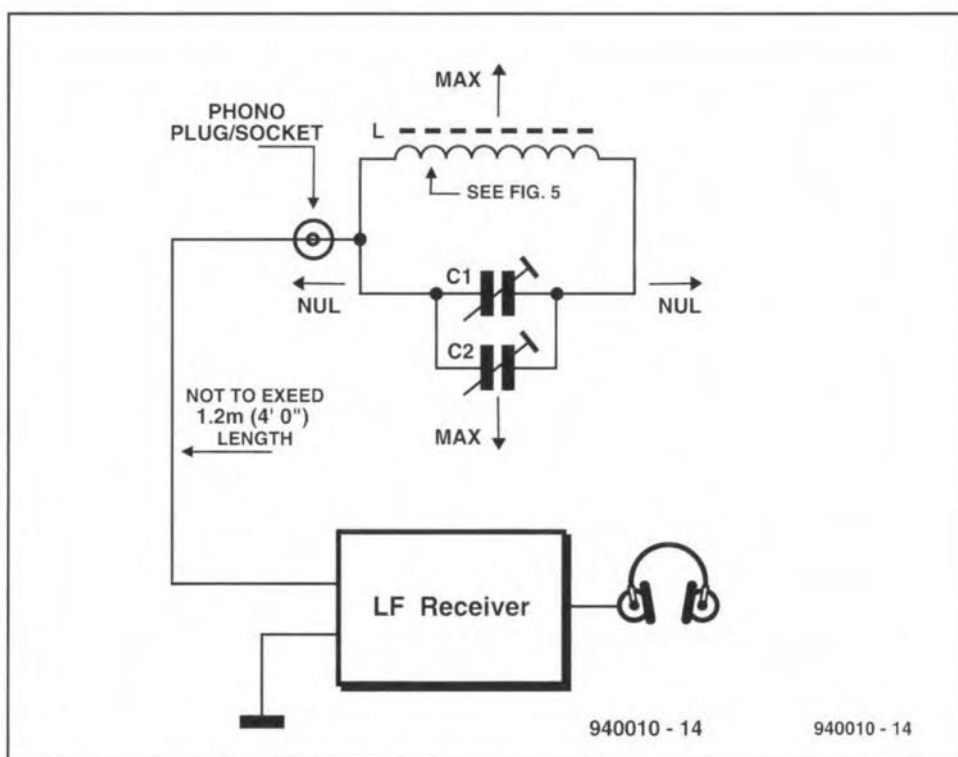 MAX
PHONO
PLUG/SOCKET
L
SEE FIG. 5
C1
NUL
NUL
C2
NOT TO EXEED
1.2m (4' 0")
LENGTH
MAX
LF Receiver
940010 - 14
940010 - 14